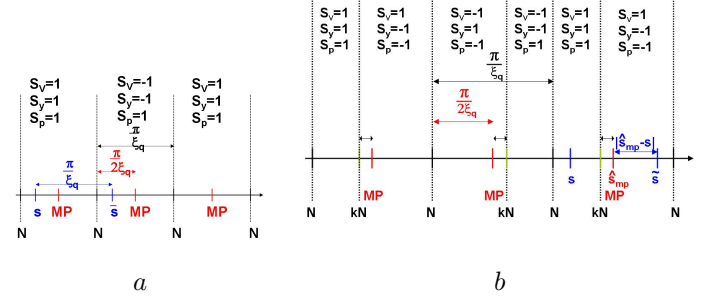 S_V=1 S_V=-1 S_V=1
S_y=1 S_y=-1 S_y=1
S_p=1 S_p=1 S_p=1
π/ξ_q
π/2ξ_q
π/ξ_q
s MP s̄ MP MP
N N N N
a
S_v=1 S_v=1 S_v=-1 S_v=-1 S_v=1 S_v=1
S_y=1 S_y=-1 S_y=-1 S_y=1 S_y=1 S_y=-1
S_p=1 S_p=-1 S_p=1 S_p=-1 S_p=1 S_p=-1
π/ξ_q
π/2ξ_q
|ŝ_mp-s|
s ŝ_mp s̃
MP MP MP
N kN N kN N kN N
b